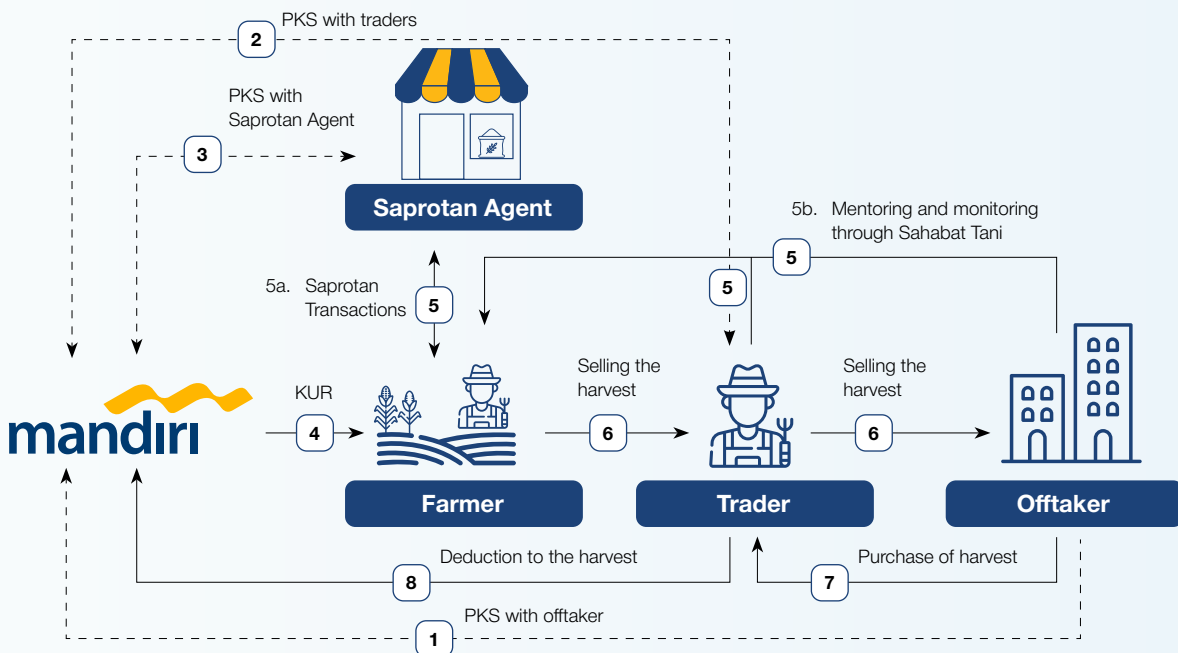 PKS with traders
2
PKS with
Saprotan Agent
3
Saprotan Agent
5b. Mentoring and monitoring
through Sahabat Tani
5
5a. Saprotan
Transactions
5
5
mandırı
KUR
4
Selling the
harvest
6
Selling the
harvest
6
Farmer
Trader
Offtaker
Deduction to the harvest
8
Purchase of harvest
7
PKS with offtaker
1